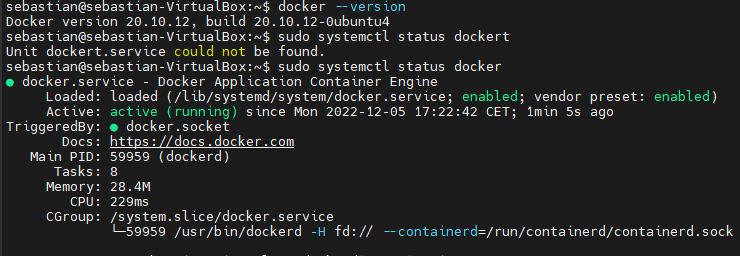 sebastian@sebastian-VirtualBox:~$ docker --version
Docker version 20.10.12, build 20.10.12-0ubuntu4
sebastian@sebastian-VirtualBox:~$ sudo systemctl status dockert
Unit dockert.service could not be found.
sebastian@sebastian-VirtualBox:~$ sudo systemctl status docker
● docker.service - Docker Application Container Engine
Loaded: loaded (/lib/systemd/system/docker.service; enabled; vendor preset: enabled)
Active: active (running) since Mon 2022-12-05 17:22:42 CET; 1min 5s ago
TriggeredBy: ● docker.socket
Docs: https://docs.docker.com
Main PID: 59959 (dockerd)
Tasks: 8
Memory: 28.4M
CPU: 229ms
CGroup: /system.slice/docker.service
└─59959 /usr/bin/dockerd -H fd:// --containerd=/run/containerd/containerd.sock